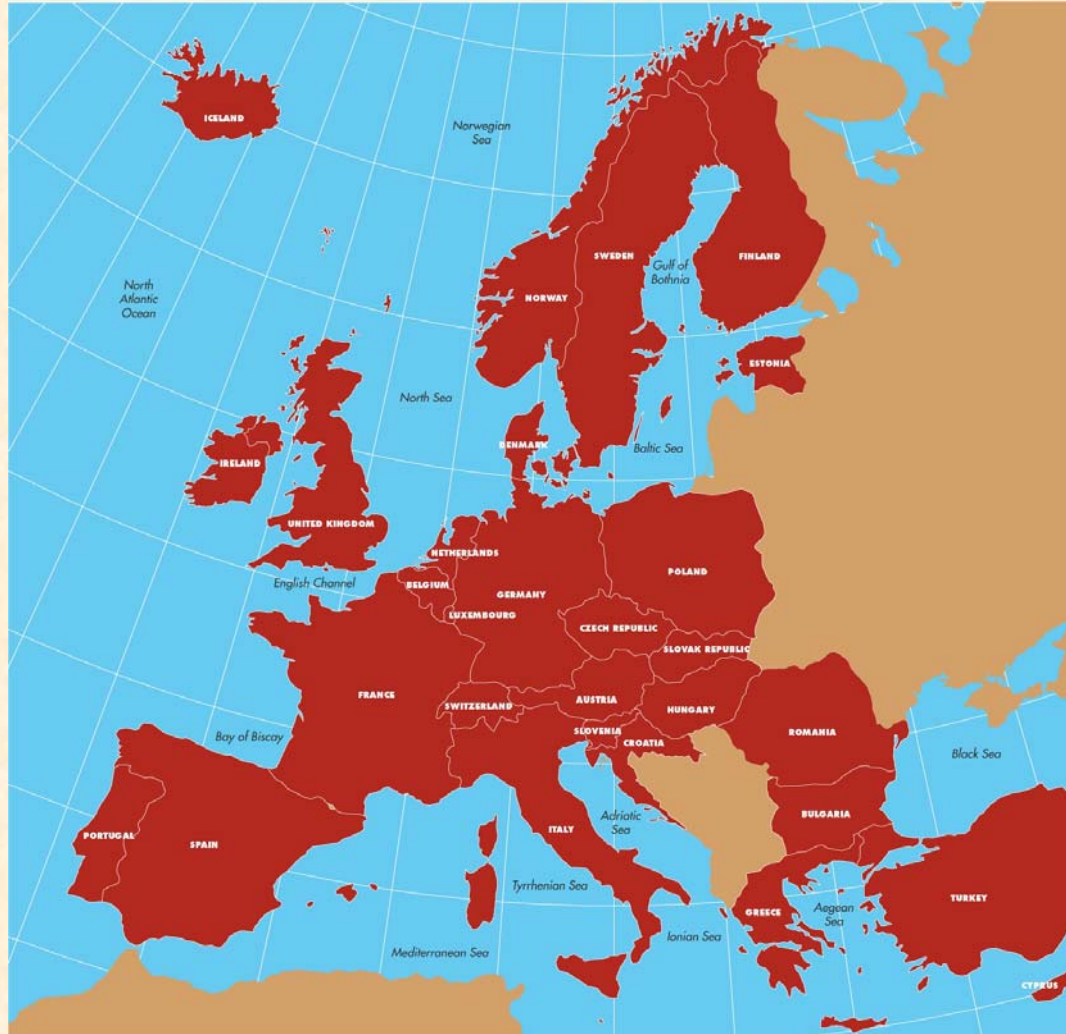 ICELAND
Norwegian
Sea
SWEDEN
FINLAND
Gulf of
Bothnia
North
Atlantic
Ocean
NORWAY
ESTONIA
North Sea
DENMARK
Baltic Sea
IRELAND
UNITED KINGDOM
NETHERLANDS
POLAND
English Channel
BELGIUM
GERMANY
LUXEMBOURG
CZECH REPUBLIC
SLOVAK REPUBLIC
FRANCE
SWITZERLAND
AUSTRIA
HUNGARY
SLOVENIA
ROMANIA
Bay of Biscay
CROATIA
Black Sea
Adriatic
Sea
BULGARIA
ITALY
PORTUGAL
SPAIN
Tyrrhenian Sea
TURKEY
GREECE
Aegean
Sea
Ionian Sea
Mediterranean Sea
CYPRUS